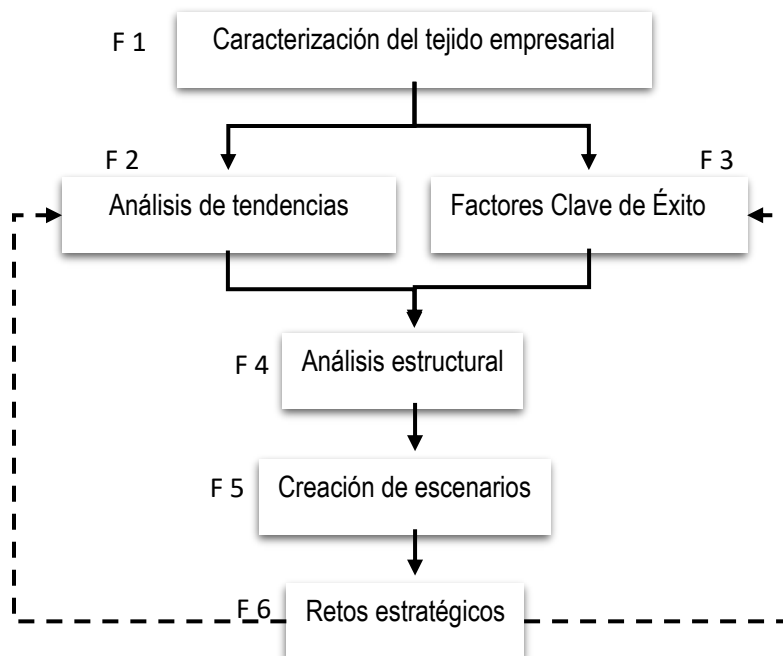 F 1
Caracterización del tejido empresarial
F 2
F 3
Análisis de tendencias
Factores Clave de Éxito
F 4
Análisis estructural
F 5
Creación de escenarios
F 6
Retos estratégicos